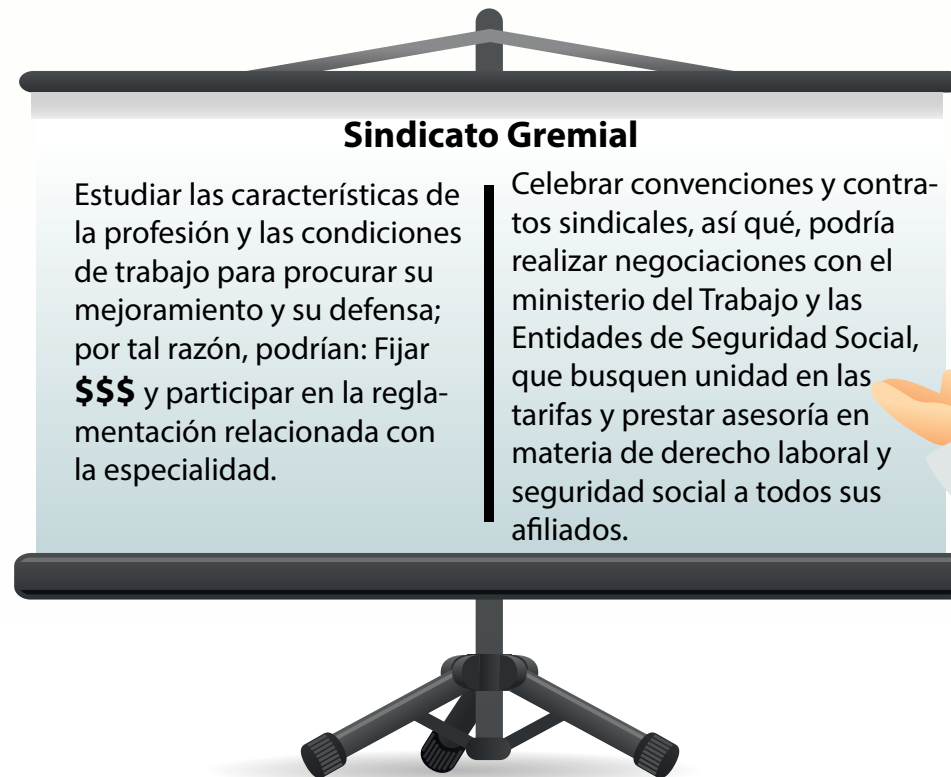 Sindicato Gremial
Estudiar las características de
la profesión y las condiciones
de trabajo para procurar su
mejoramiento y su defensa;
por tal razón, podrían: Fijar
$$$ y participar en la regla-
mentación relacionada con
la especialidad.
Celebrar convenciones y contra-
tos sindicales, así qué, podría
realizar negociaciones con el
ministerio del Trabajo y las
Entidades de Seguridad Social,
que busquen unidad en las
tarifas y prestar asesoría en
materia de derecho laboral y
seguridad social a todos sus
afiliados.